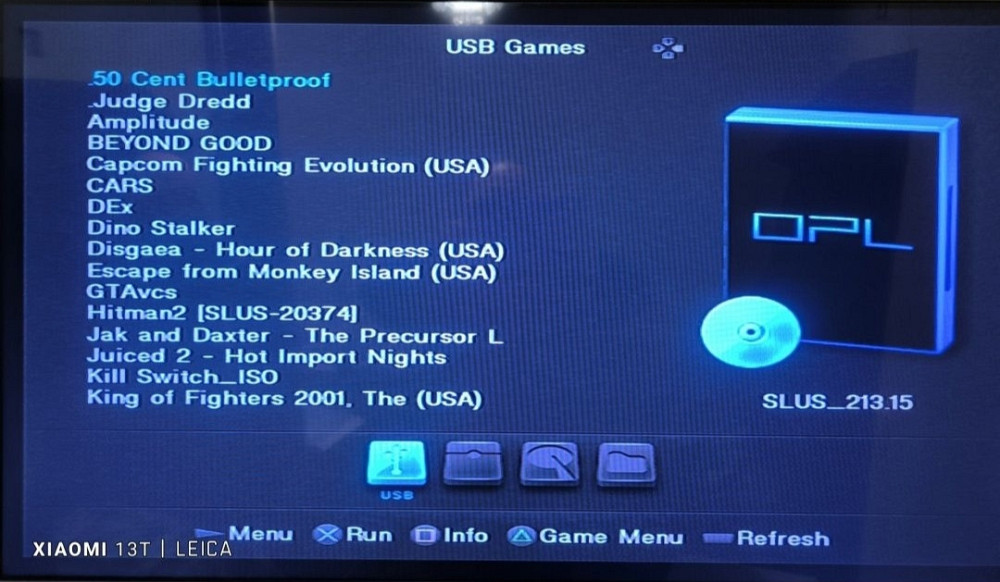 USB Games
.50 Cent Bulletproof
.Judge Dredd
Amplitude
BEYOND GOOD
Capcom Fighting Evolution (USA)
CARS
DEx
Dino Stalker
Disgaea - Hour of Darkness (USA)
Escape from Monkey Island (USA)
GTAvcs
Hitman2 [SLUS-20374]
Jak and Daxter - The Precursor L
Juiced 2 - Hot Import Nights
Kill Switch_ISO
King of Fighters 2001, The (USA)
OPL
SLUS_213.15
USB
Menu Run Info Game Menu Refresh
XIAOMI 13T | LEICA